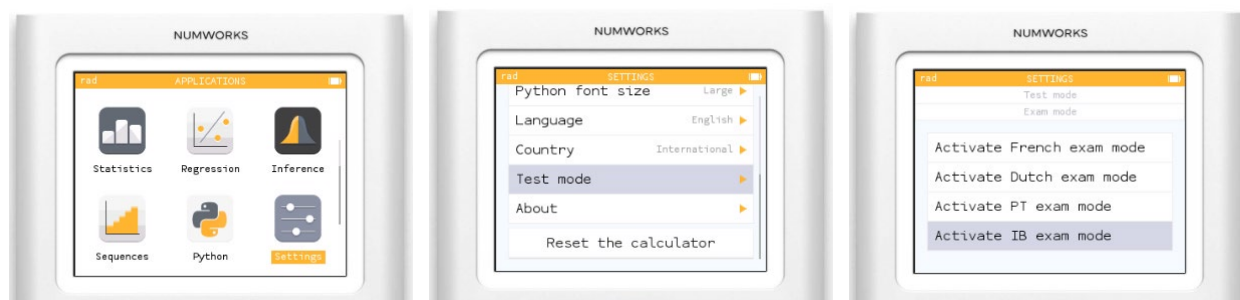 NUMWORKS
rad APPLICATIONS
Statistics Regression Inference
Sequences Python Settings
NUMWORKS
rad SETTINGS
Python font size Large
Language English
Country International
Test mode
About
Reset the calculator
NUMWORKS
rad SETTINGS
Test mode
Exam mode
Activate French exam mode
Activate Dutch exam mode
Activate PT exam mode
Activate IB exam mode